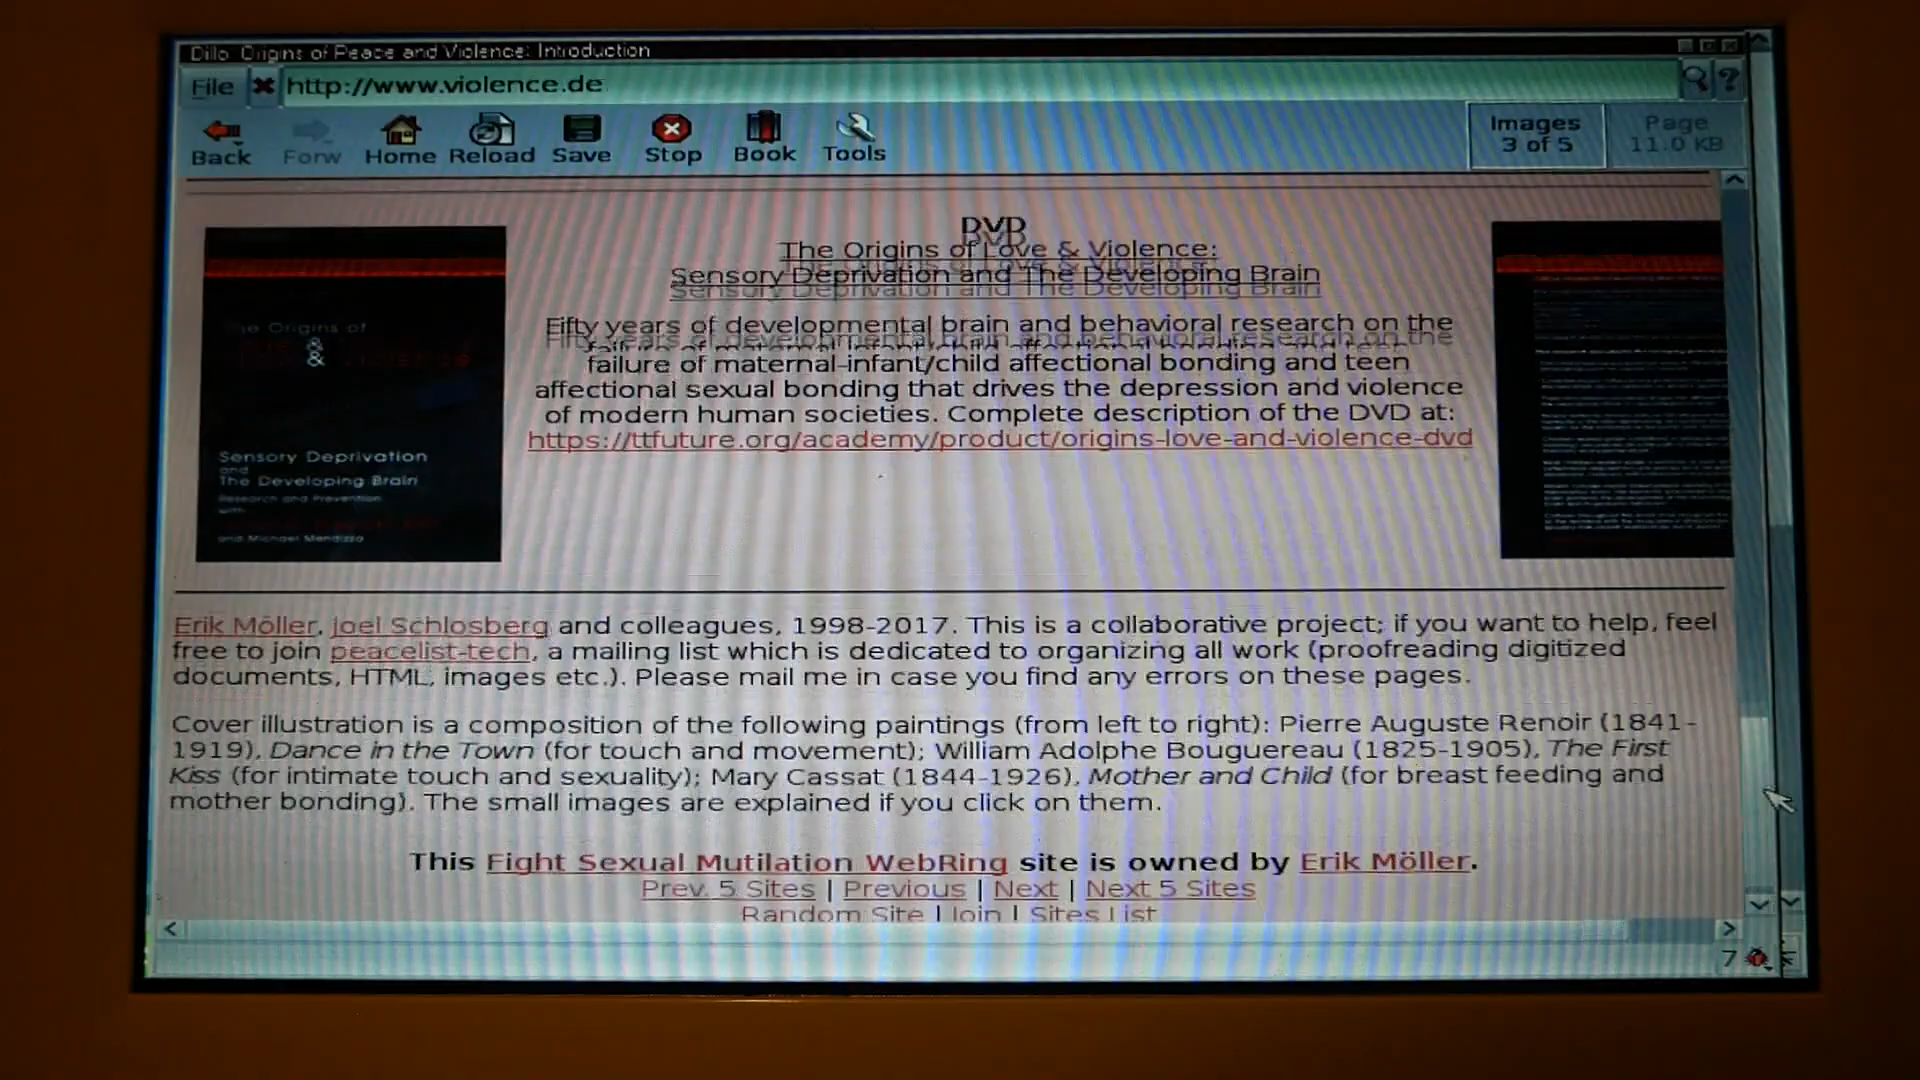 Dillo: Origins of Peace and Violence: Introduction
File http://www.violence.de ?
Back Forw Home Reload Save Stop Book Tools
Images
3 of 5
Page
11.0 KB
DVD
The Origins of Love & Violence:
Sensory Deprivation and The Developing Brain
Fifty years of developmental brain and behavioral research on the
failure of maternal-infant/child affectional bonding and teen
affectional sexual bonding that drives the depression and violence
of modern human societies. Complete description of the DVD at:
https://ttfuture.org/academy/product/origins-love-and-violence-dvd
The Origins of
&
Sensory Deprivation
and
The Developing Brain
Research and Prevention
with
and Michael Mendizza
Erik Möller, Joel Schlosberg and colleagues, 1998-2017. This is a collaborative project; if you want to help, feel
free to join peacelist-tech, a mailing list which is dedicated to organizing all work (proofreading digitized
documents, HTML, images etc.). Please mail me in case you find any errors on these pages.
Cover illustration is a composition of the following paintings (from left to right): Pierre Auguste Renoir (1841-
1919), Dance in the Town (for touch and movement); William Adolphe Bouguereau (1825-1905), The First
Kiss (for intimate touch and sexuality); Mary Cassat (1844-1926), Mother and Child (for breast feeding and
mother bonding). The small images are explained if you click on them.
This Fight Sexual Mutilation WebRing site is owned by Erik Möller.
Prev. 5 Sites | Previous | Next | Next 5 Sites
Random Site | Join | Sites List
7